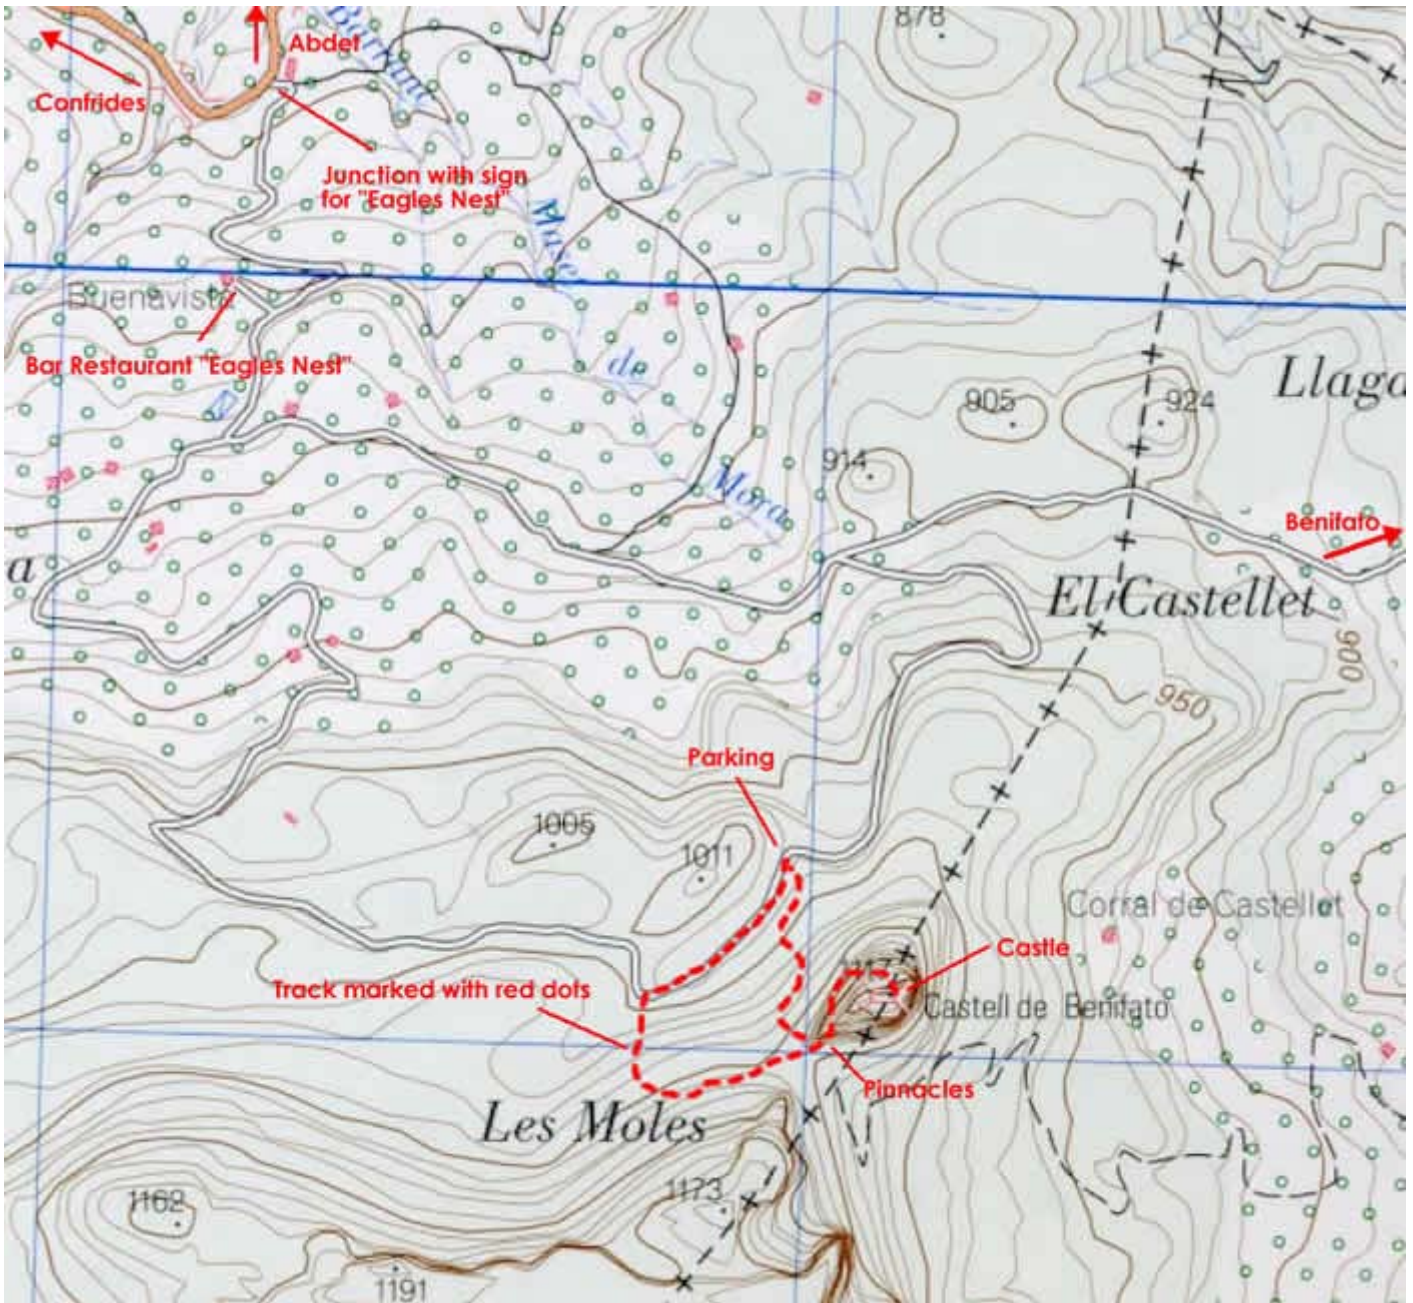 878
Barranc
Abdet
Confrides
Junction with sign
for "Eagles Nest"
Maset
Buenavista
Bar Restaurant "Eagles Nest"
de
Llaga
905
924
914
Mora
Benifato
a
El Castellet
900
950
Parking
1005
1011
Corral de Castellet
Castle
Track marked with red dots
Castell de Benifato
Pinnacles
Les Moles
1162
1173
1191